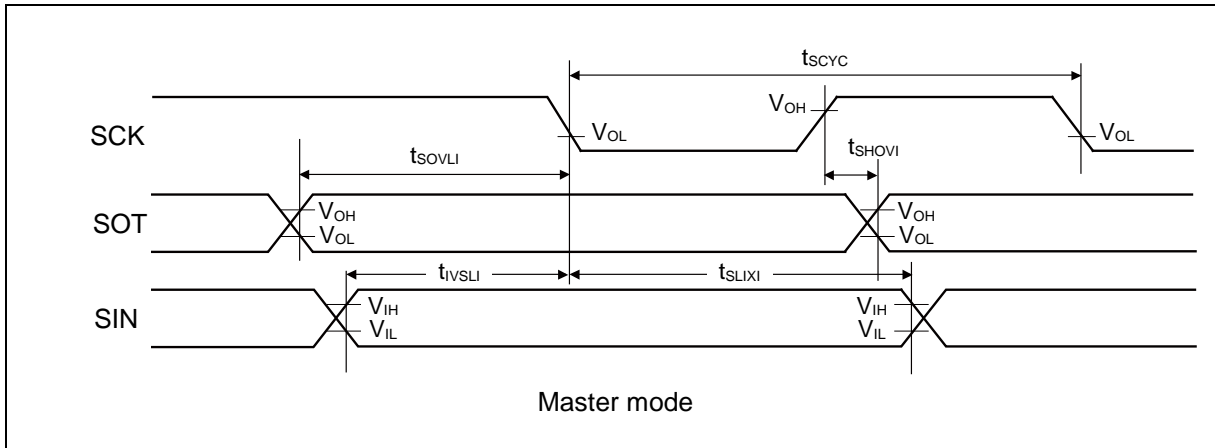 tSCYC
SCK
VOH
VOL
VOL
tSOVLI
tSHOVI
SOT
VOH
VOL
VOH
VOL
tIVSLI
tSLIXI
SIN
VIH
VIL
VIH
VIL
Master mode